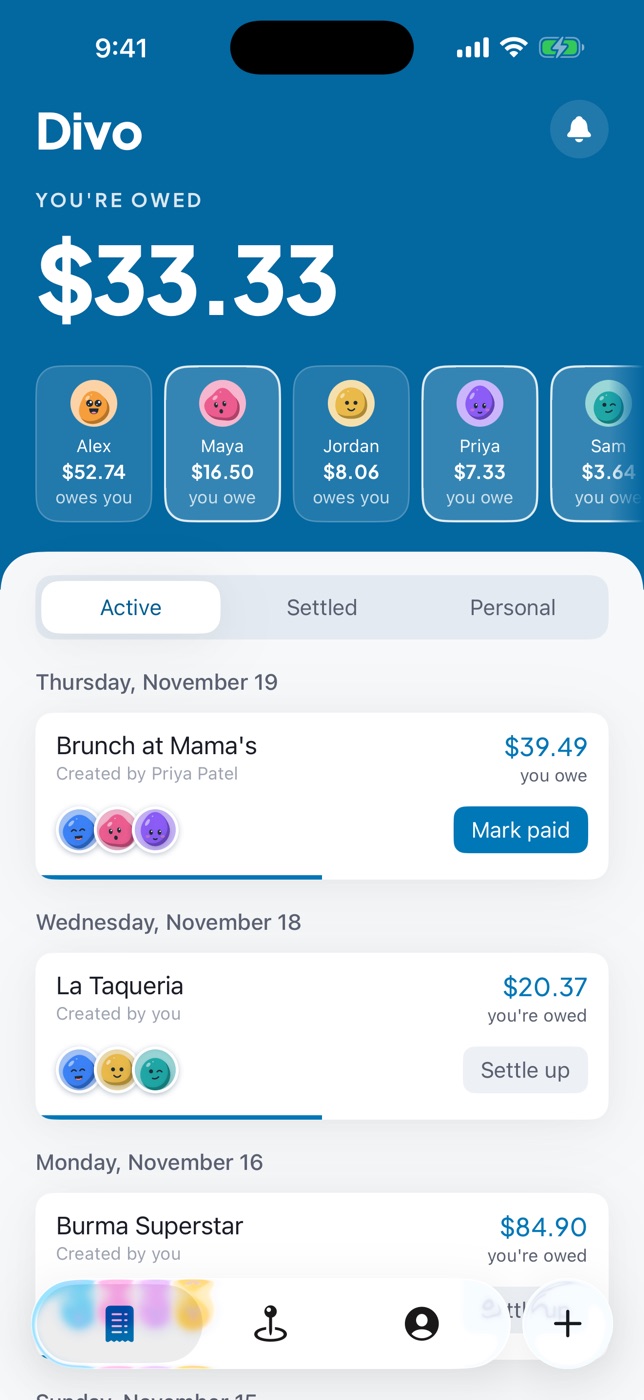 9:41
Divo
YOU'RE OWED
$33.33
Alex
$52.74
owes you
Maya
$16.50
you owe
Jordan
$8.06
owes you
Priya
$7.33
you owe
Sam
$3.64
you owe
Active
Settled
Personal
Thursday, November 19
Brunch at Mama's
$39.49
Created by Priya Patel
you owe
Mark paid
Wednesday, November 18
La Taqueria
$20.37
Created by you
you're owed
Settle up
Monday, November 16
Burma Superstar
$84.90
Created by you
you're owed